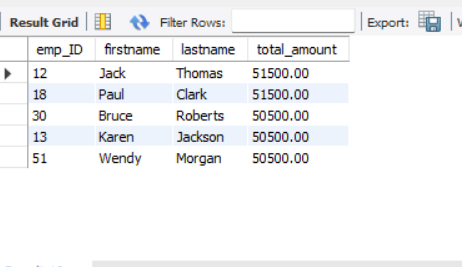 Result Grid Filter Rows: Export:
emp_ID firstname lastname total_amount
12 Jack Thomas 51500.00
18 Paul Clark 51500.00
30 Bruce Roberts 50500.00
13 Karen Jackson 50500.00
51 Wendy Morgan 50500.00